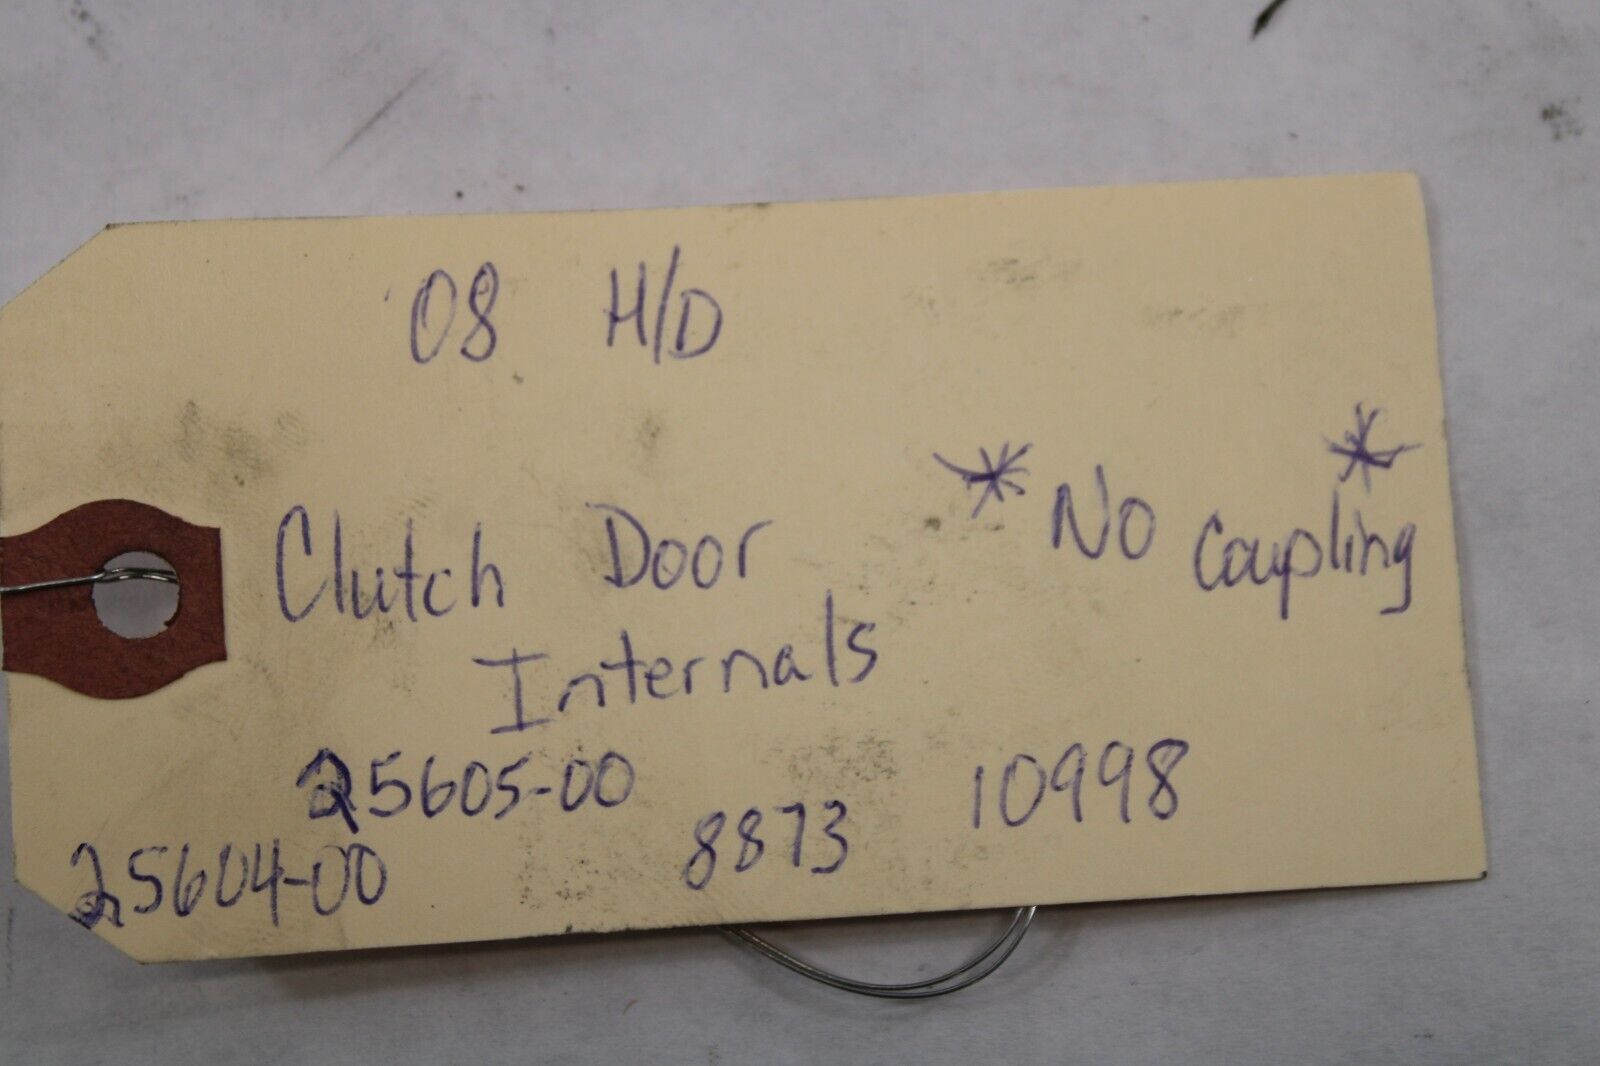 08 H/D
Clutch Door
Internals
*No Coupling*
25605-00
25604-00
8873
10998